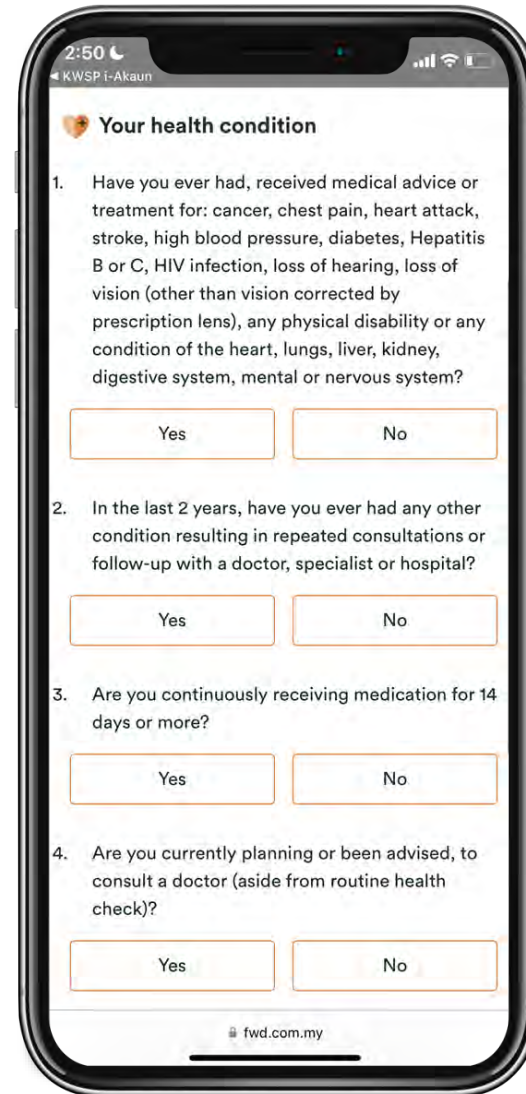 2:50
◀ KWSP i-Akaun
Your health condition
1. Have you ever had, received medical advice or
treatment for: cancer, chest pain, heart attack,
stroke, high blood pressure, diabetes, Hepatitis
B or C, HIV infection, loss of hearing, loss of
vision (other than vision corrected by
prescription lens), any physical disability or any
condition of the heart, lungs, liver, kidney,
digestive system, mental or nervous system?
Yes No
2. In the last 2 years, have you ever had any other
condition resulting in repeated consultations or
follow-up with a doctor, specialist or hospital?
Yes No
3. Are you continuously receiving medication for 14
days or more?
Yes No
4. Are you currently planning or been advised, to
consult a doctor (aside from routine health
check)?
Yes No
fwd.com.my